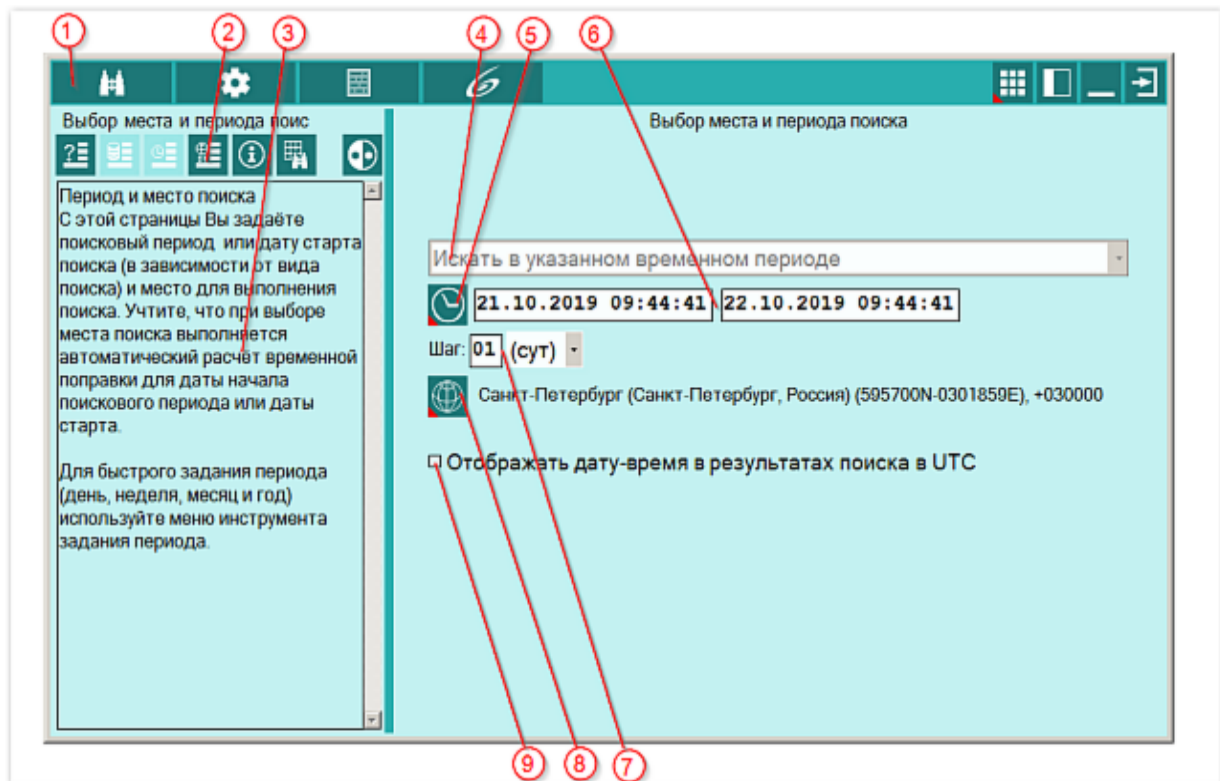 1 2 3 4 5 6
Выбор места и периода поис
Выбор места и периода поиска
Период и место поиска
С этой страницы Вы задаёте
поисковый период или дату старта
поиска (в зависимости от вида
поиска) и место для выполнения
поиска. Учтите, что при выборе
места поиска выполняется
автоматический расчёт временной
поправки для даты начала
поискового периода или даты
старта.
Для быстрого задания периода
(день, неделя, месяц и год)
используйте меню инструмента
задания периода.
Искать в указанном временном периоде
21.10.2019 09:44:41 22.10.2019 09:44:41
Шаг: 01 (сут)
Санкт-Петербург (Санкт-Петербург, Россия) (595700N-0301859E), +030000
Отображать дату-время в результатах поиска в UTC
9 8 7